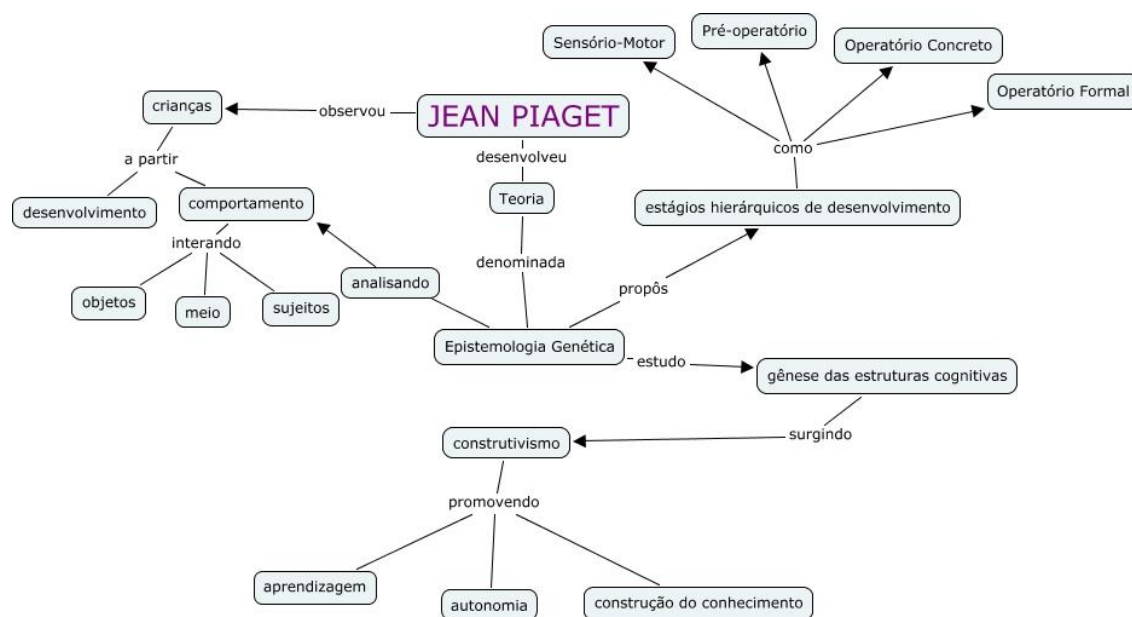 Sensório-Motor
Pré-operatório
Operatório Concreto
Operatório Formal
crianças
observou
JEAN PIAGET
como
a partir
desenvolveu
Teoria
desenvolvimento
comportamento
estágios hierárquicos de desenvolvimento
interando
denominada
analisando
propôs
objetos
meio
sujeitos
Epistemologia Genética
estudo
gênese das estruturas cognitivas
construtivismo
surgindo
promovendo
aprendizagem
autonomia
construção do conhecimento